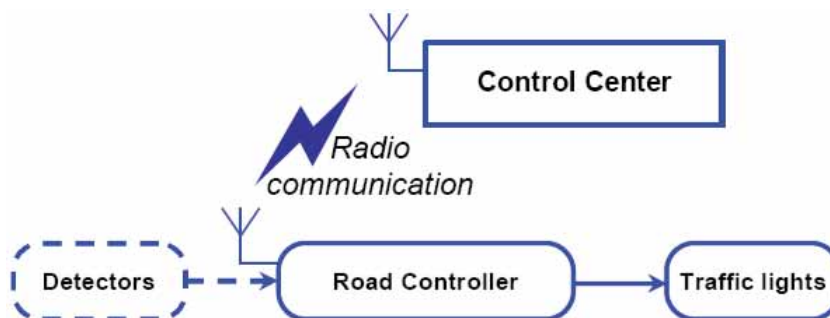 Control Center
Radio
communication
Detectors
Road Controller
Traffic lights